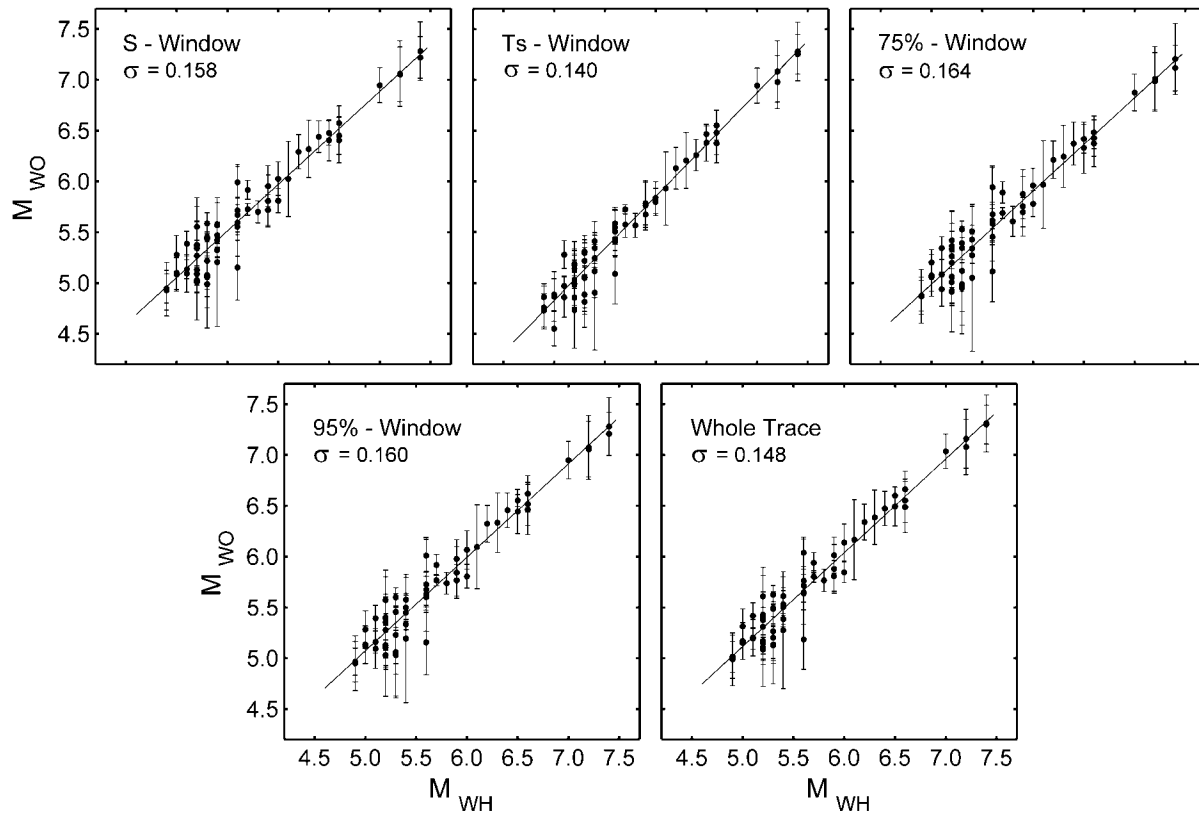 S - Window
σ = 0.158
Ts - Window
σ = 0.140
75% - Window
σ = 0.164
7.5
7.0
6.5
6.0
5.5
5.0
4.5
M WO
95% - Window
σ = 0.160
Whole Trace
σ = 0.148
7.5
7.0
6.5
6.0
5.5
5.0
4.5
M WO
4.5 5.0 5.5 6.0 6.5 7.0 7.5
4.5 5.0 5.5 6.0 6.5 7.0 7.5
M WH
M WH